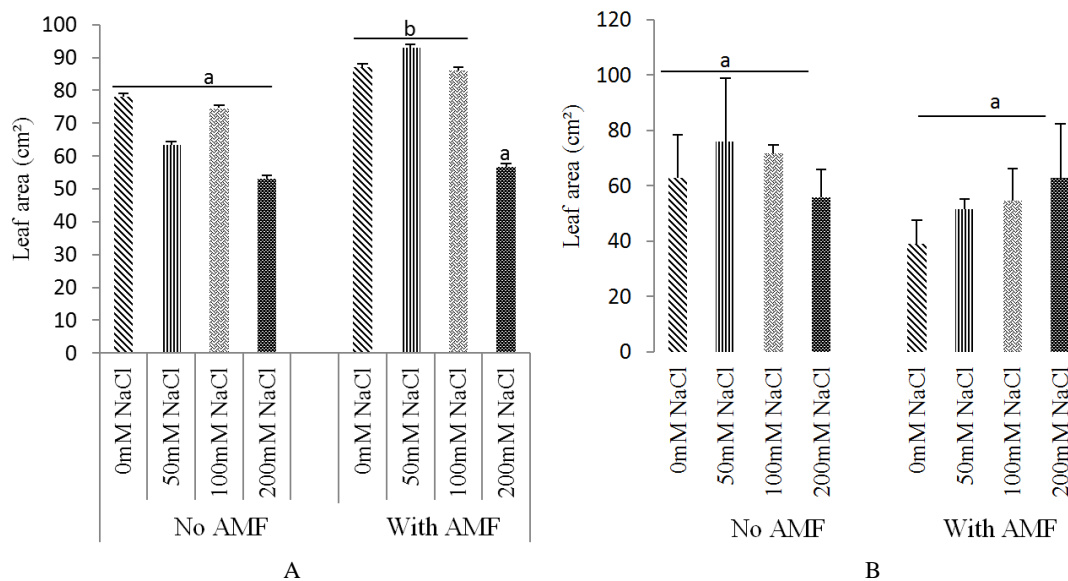 100
90
80
70
60
50
40
30
20
10
0
Leaf area (cm²)
a
b
a
0mM NaCl
50mM NaCl
100mM NaCl
200mM NaCl
0mM NaCl
50mM NaCl
100mM NaCl
200mM NaCl
No AMF
With AMF
A
120
100
80
60
40
20
0
Leaf area (cm²)
a
a
0mM NaCl
50mM NaCl
100mM NaCl
200mM NaCl
0mM NaCl
50mM NaCl
100mM NaCl
200mM NaCl
No AMF
With AMF
B